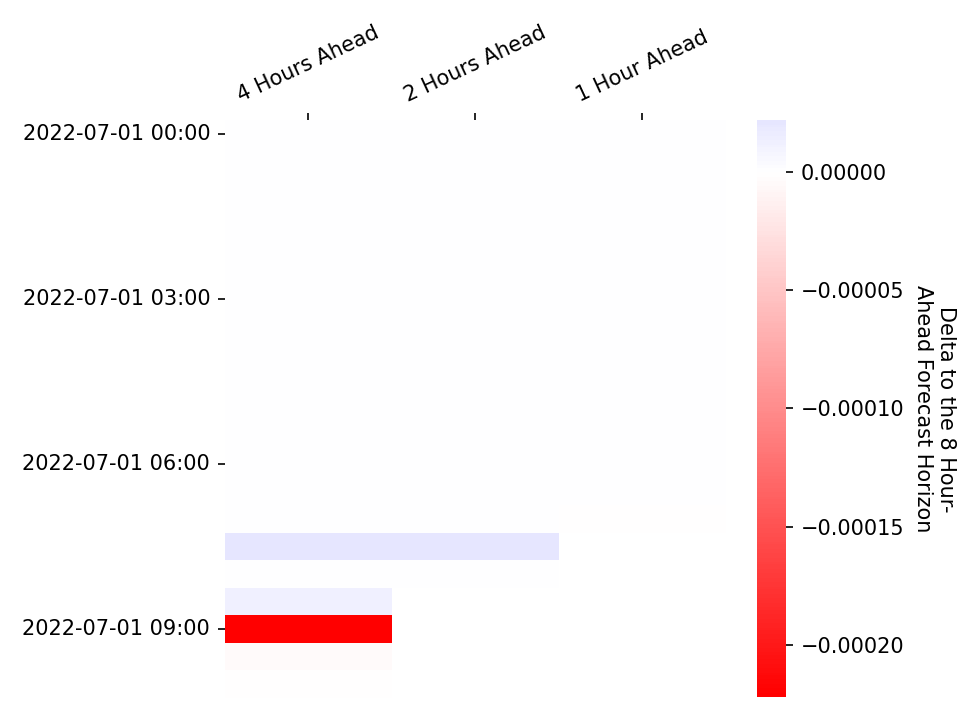 4 Hours Ahead
2 Hours Ahead
1 Hour Ahead
2022-07-01 00:00
2022-07-01 03:00
2022-07-01 06:00
2022-07-01 09:00
0.00000
−0.00005
−0.00010
−0.00015
−0.00020
Delta to the 8 Hour-
Ahead Forecast Horizon